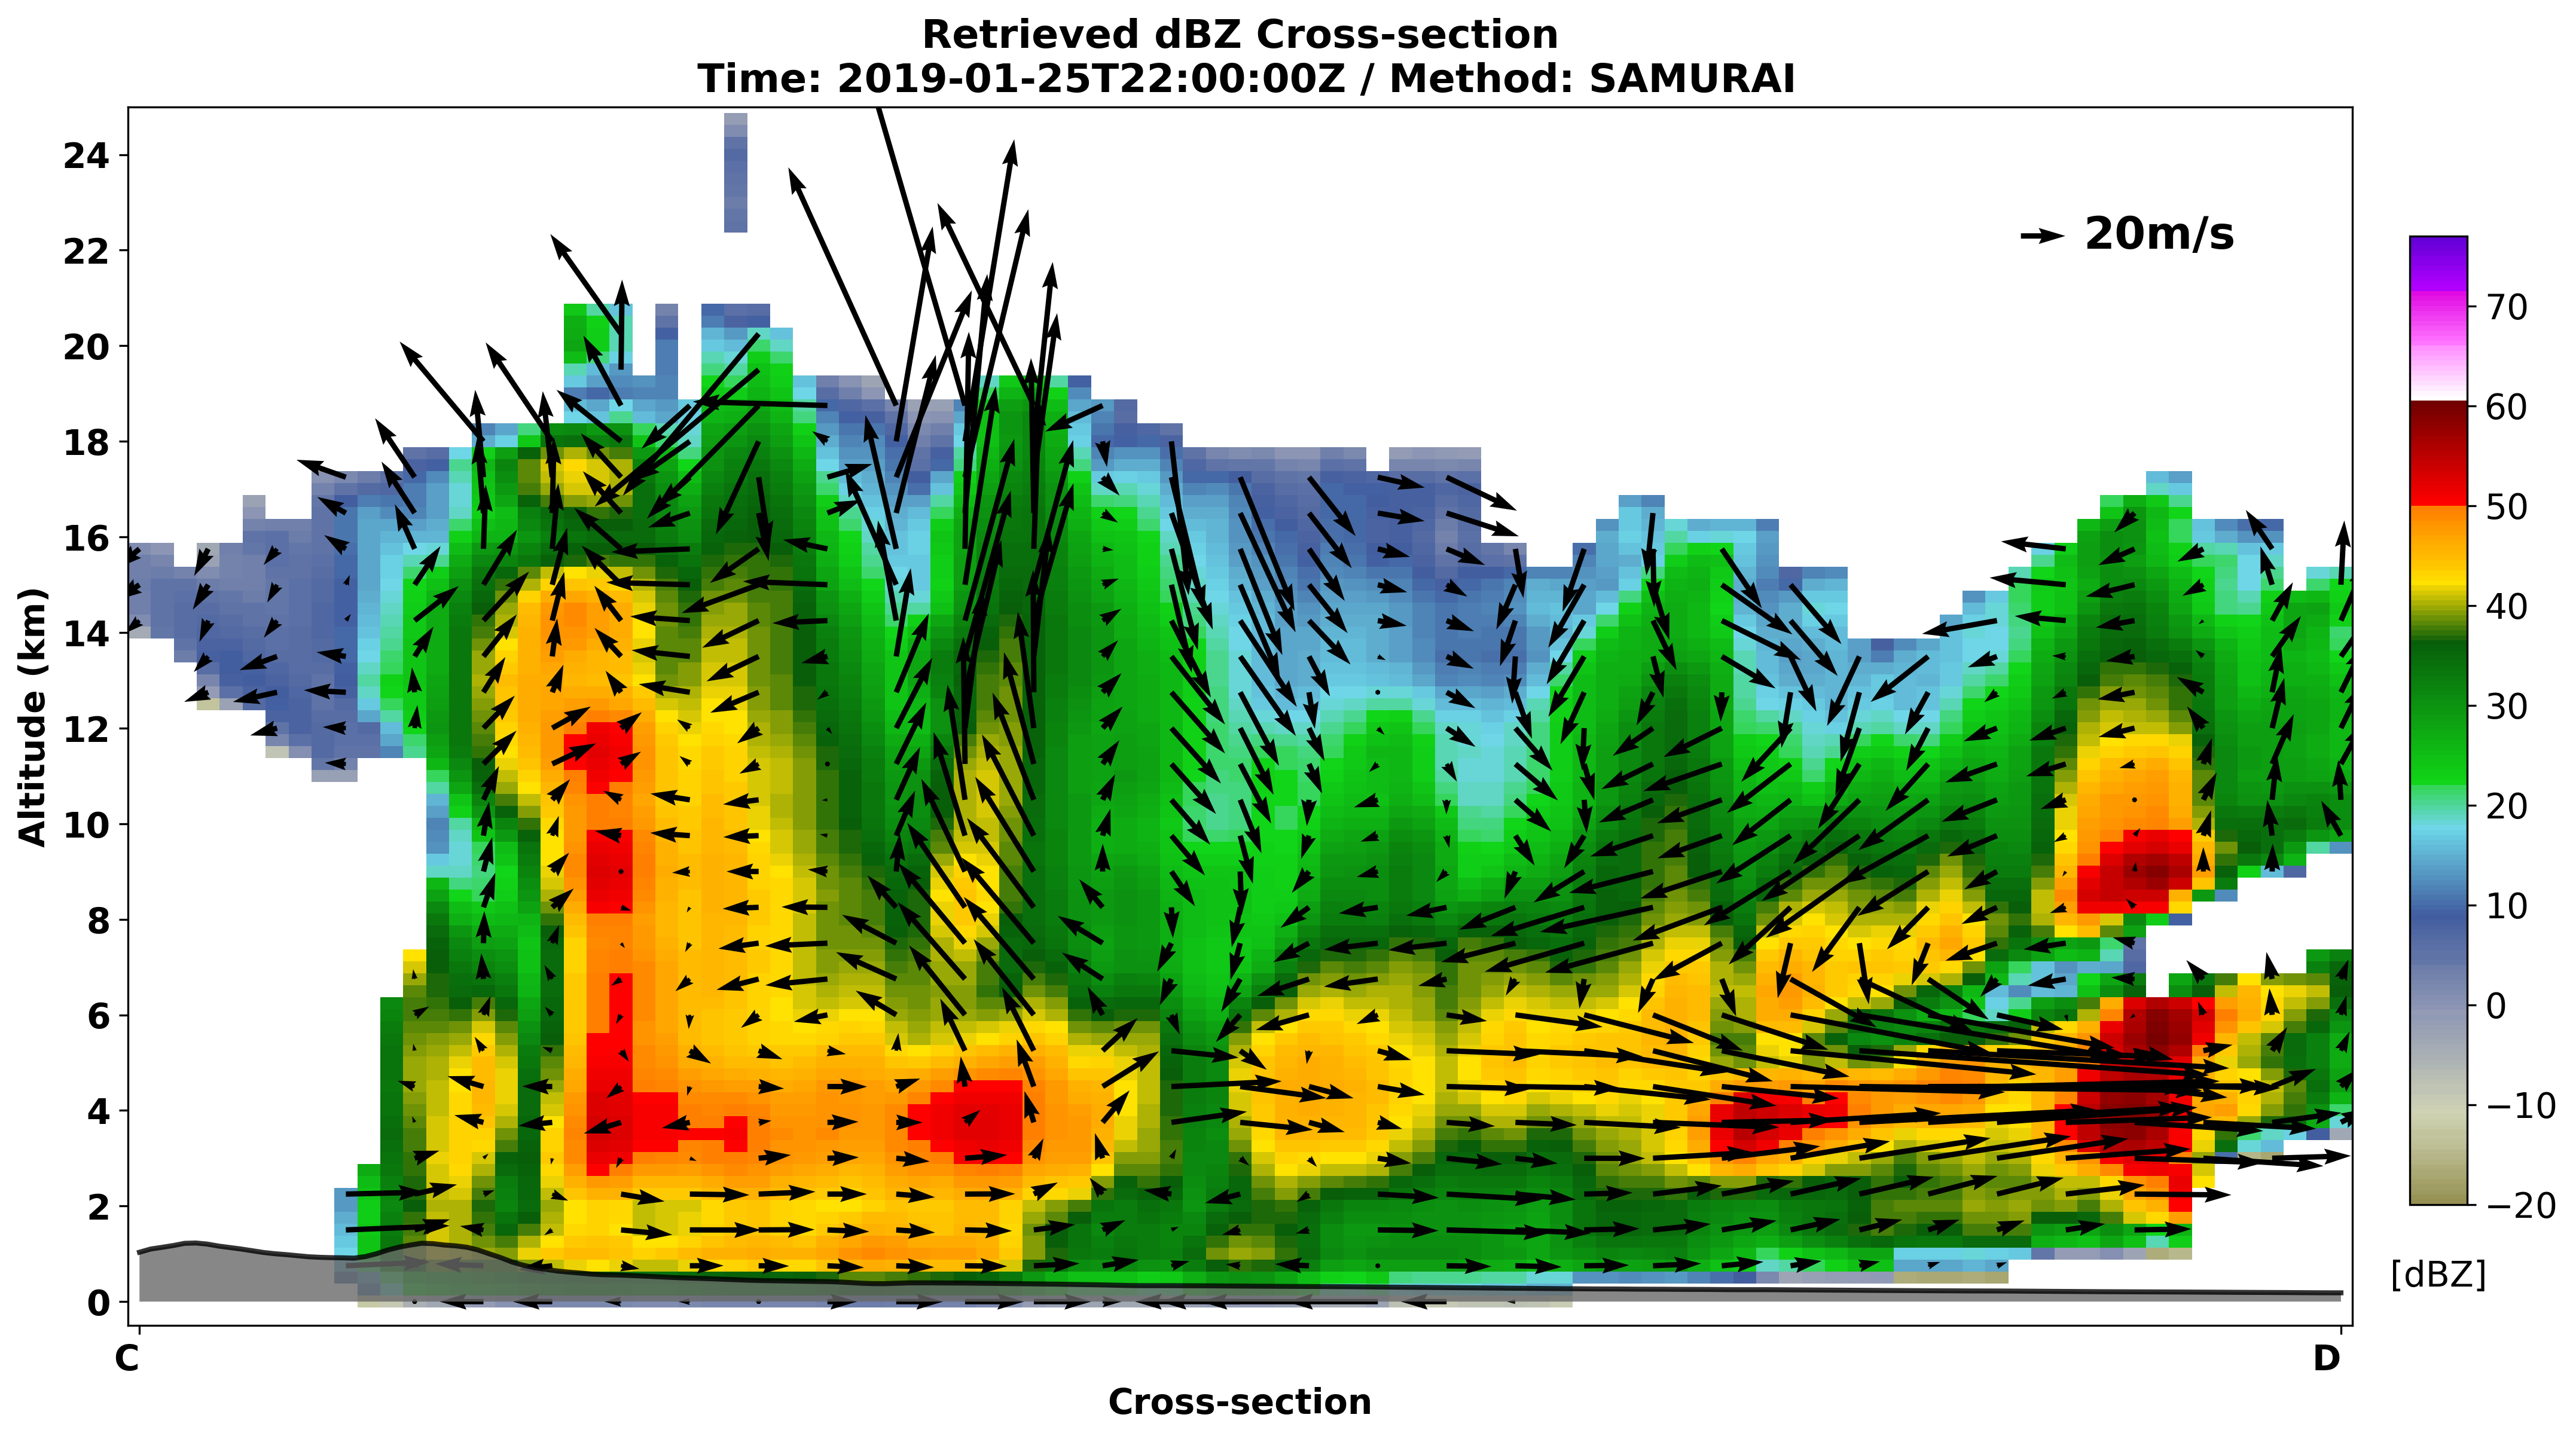 Retrieved dBZ Cross-section
Time: 2019-01-25T22:00:00Z / Method: SAMURAI
20m/s
24
22
20
18
16
14
12
10
8
6
4
2
0
Altitude (km)
C
D
Cross-section
70
60
50
40
30
20
10
0
−10
−20
[dBZ]